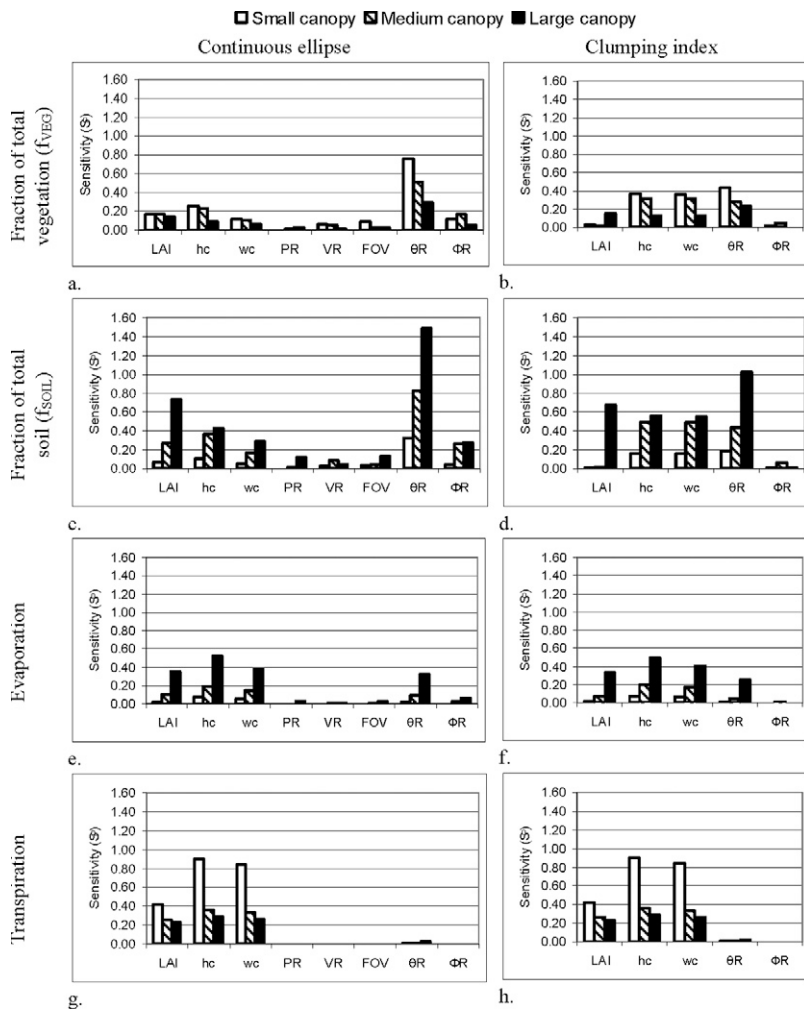 Small canopy Medium canopy Large canopy
Continuous ellipse Clumping index
Fraction of total
vegetation (fVEG)
Sensitivity (Sᵖ)
1.60
1.40
1.20
1.00
0.80
0.60
0.40
0.20
0.00
LAI hc wc PR VR FOV θR ΦR
a.
Sensitivity (Sᵖ)
1.60
1.40
1.20
1.00
0.80
0.60
0.40
0.20
0.00
LAI hc wc θR ΦR
b.
Fraction of total
soil (fSOIL)
Sensitivity (Sᵖ)
1.60
1.40
1.20
1.00
0.80
0.60
0.40
0.20
0.00
LAI hc wc PR VR FOV θR ΦR
c.
Sensitivity (Sᵖ)
1.60
1.40
1.20
1.00
0.80
0.60
0.40
0.20
0.00
LAI hc wc θR ΦR
d.
Evaporation
Sensitivity (Sᵖ)
1.60
1.40
1.20
1.00
0.80
0.60
0.40
0.20
0.00
LAI hc wc PR VR FOV θR ΦR
e.
Sensitivity (Sᵖ)
1.60
1.40
1.20
1.00
0.80
0.60
0.40
0.20
0.00
LAI hc wc θR ΦR
f.
Transpiration
Sensitivity (Sᵖ)
1.60
1.40
1.20
1.00
0.80
0.60
0.40
0.20
0.00
LAI hc wc PR VR FOV θR ΦR
g.
Sensitivity (Sᵖ)
1.60
1.40
1.20
1.00
0.80
0.60
0.40
0.20
0.00
LAI hc wc θR ΦR
h.